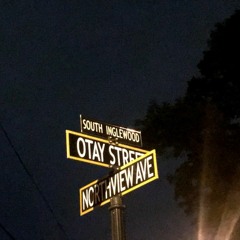 SOUTH INGLEWOOD
OTAY STREET
NORTHVIEW AVE